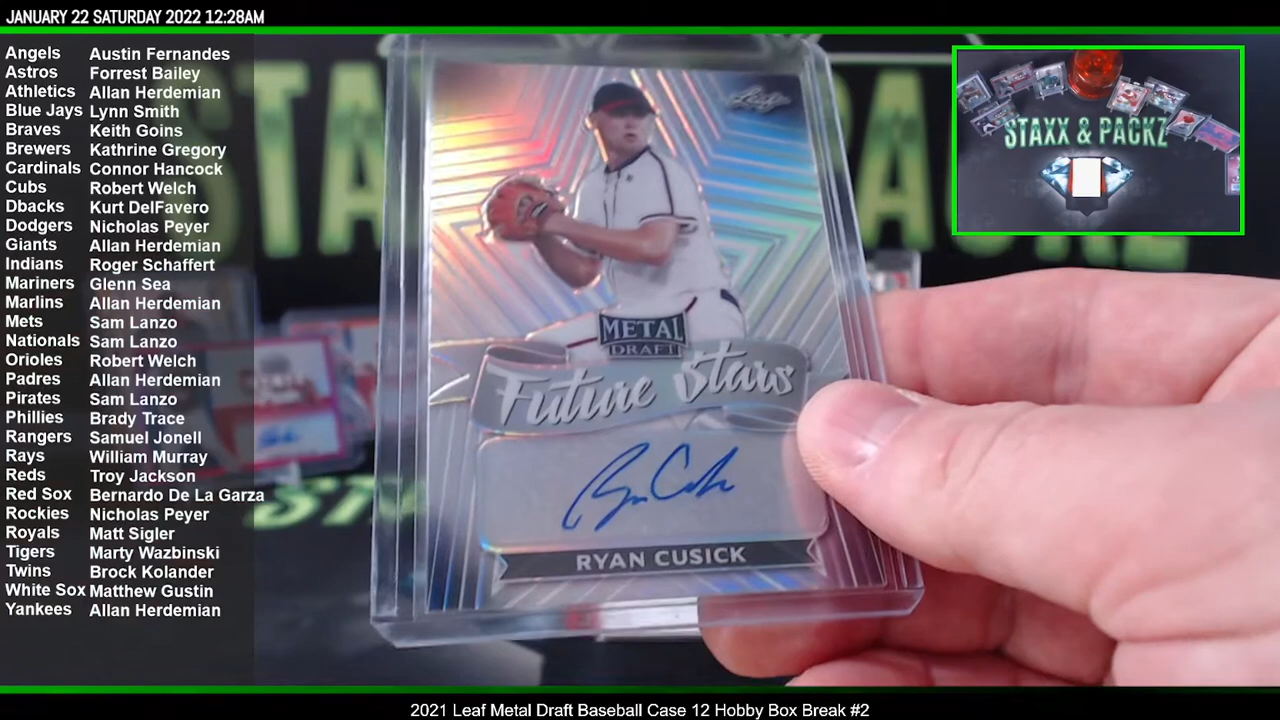 JANUARY 22 SATURDAY 2022 12:28AM
Angels Austin Fernandes
Astros Forrest Bailey
Athletics Allan Herdemian
Blue Jays Lynn Smith
Braves Keith Goins
Brewers Kathrine Gregory
Cardinals Connor Hancock
Cubs Robert Welch
Dbacks Kurt DelFavero
Dodgers Nicholas Peyer
Giants Allan Herdemian
Indians Roger Schaffert
Mariners Glenn Sea
Marlins Allan Herdemian
Mets Sam Lanzo
Nationals Sam Lanzo
Orioles Robert Welch
Padres Allan Herdemian
Pirates Sam Lanzo
Phillies Brady Trace
Rangers Samuel Jonell
Rays William Murray
Reds Troy Jackson
Red Sox Bernardo De La Garza
Rockies Nicholas Peyer
Royals Matt Sigler
Tigers Marty Wazbinski
Twins Brock Kolander
White Sox Matthew Gustin
Yankees Allan Herdemian
Leaf
METAL
DRAFT
Future Stars
RYAN CUSICK
STAXX & PACKZ
2021 Leaf Metal Draft Baseball Case 12 Hobby Box Break #2